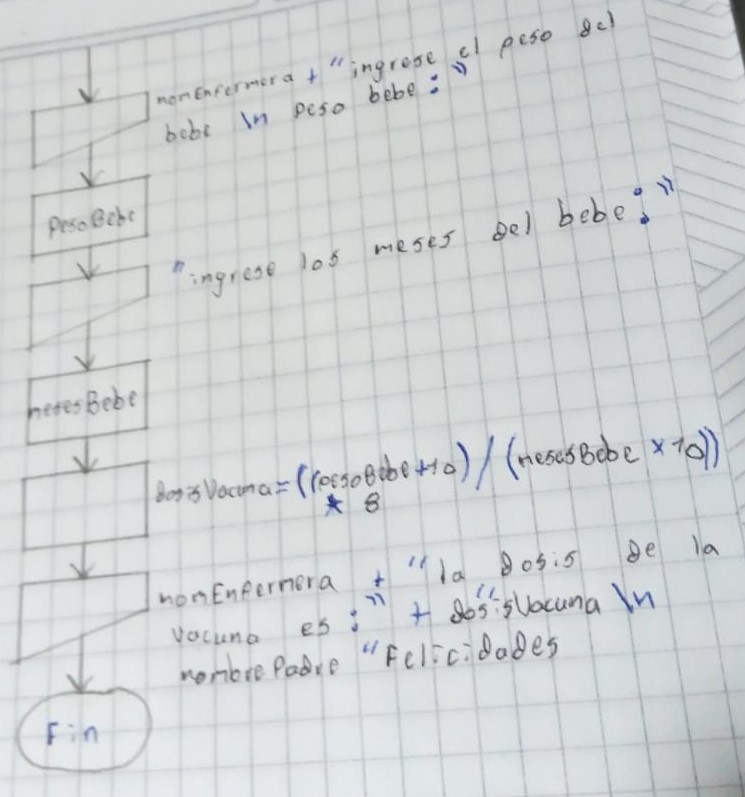 nomEnfermera + "ingrese el peso del
bebe \n peso bebe :"
PesoBebe
"ingrese los meses del bebe:"
mesesBebe
dosisVacuna=((pesoBebe+10)/(mesesBebe *10))
* 8
nomEnfermera + "la dosis de la
vacuna es :" + dosisVacuna \n
nombrePadre "Felicidades
Fin